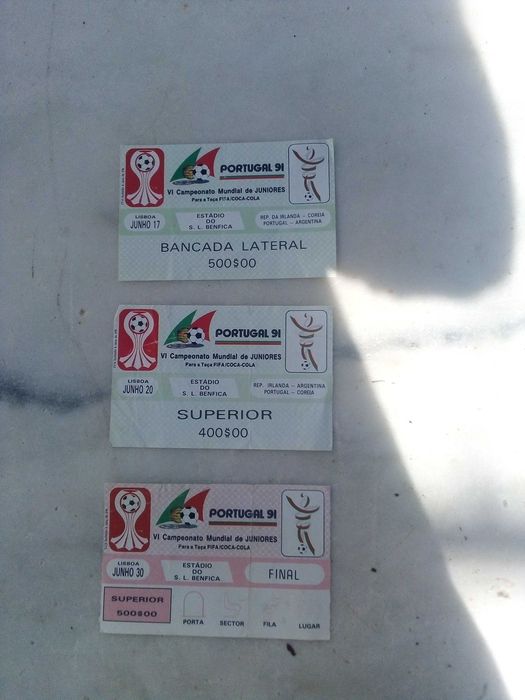 PORTUGAL 91
VI Campeonato Mundial de JUNIORES
Para a Taça FIFA/COCA-COLA
LISBOA
JUNHO 17
ESTÁDIO
DO
S. L. BENFICA
REP. DA IRLANDA - COREIA
PORTUGAL - ARGENTINA
BANCADA LATERAL
500$00
PORTUGAL 91
VI Campeonato Mundial de JUNIORES
Para a Taça FIFA/COCA-COLA
LISBOA
JUNHO 20
ESTÁDIO
DO
S. L. BENFICA
REP. IRLANDA - ARGENTINA
PORTUGAL - COREIA
SUPERIOR
400$00
PORTUGAL 91
VI Campeonato Mundial de JUNIORES
Para a Taça FIFA/COCA-COLA
LISBOA
JUNHO 30
ESTÁDIO
DO
S. L. BENFICA
FINAL
SUPERIOR
500$00
PORTA SECTOR FILA LUGAR